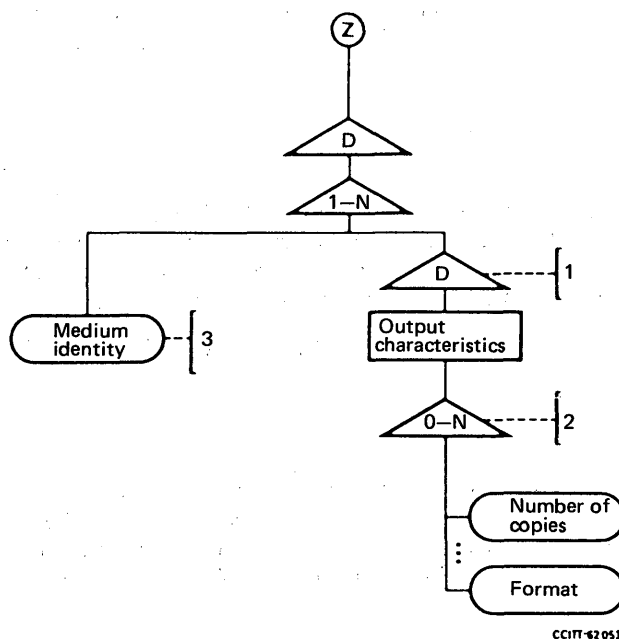 Z
D
1–N
D
1
Medium
identity
3
Output
characteristics
0–N
2
Number of
copies
Format
CCITT-62051